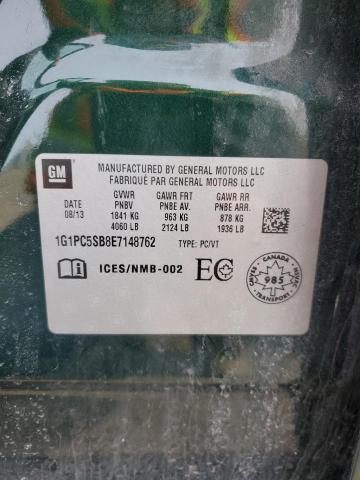 GM
MANUFACTURED BY GENERAL MOTORS LLC
FABRIQUÉ PAR GENERAL MOTORS LLC
GVWR GAWR FRT GAWR RR
DATE PNBV PNBE AV. PNBE ARR.
08/13 1841 KG 963 KG 878 KG
4060 LB 2124 LB 1936 LB
1G1PC5SB8E7148762 TYPE: PC/VT
i ICES/NMB-002 EC
CANADA
985
TRANSPORT